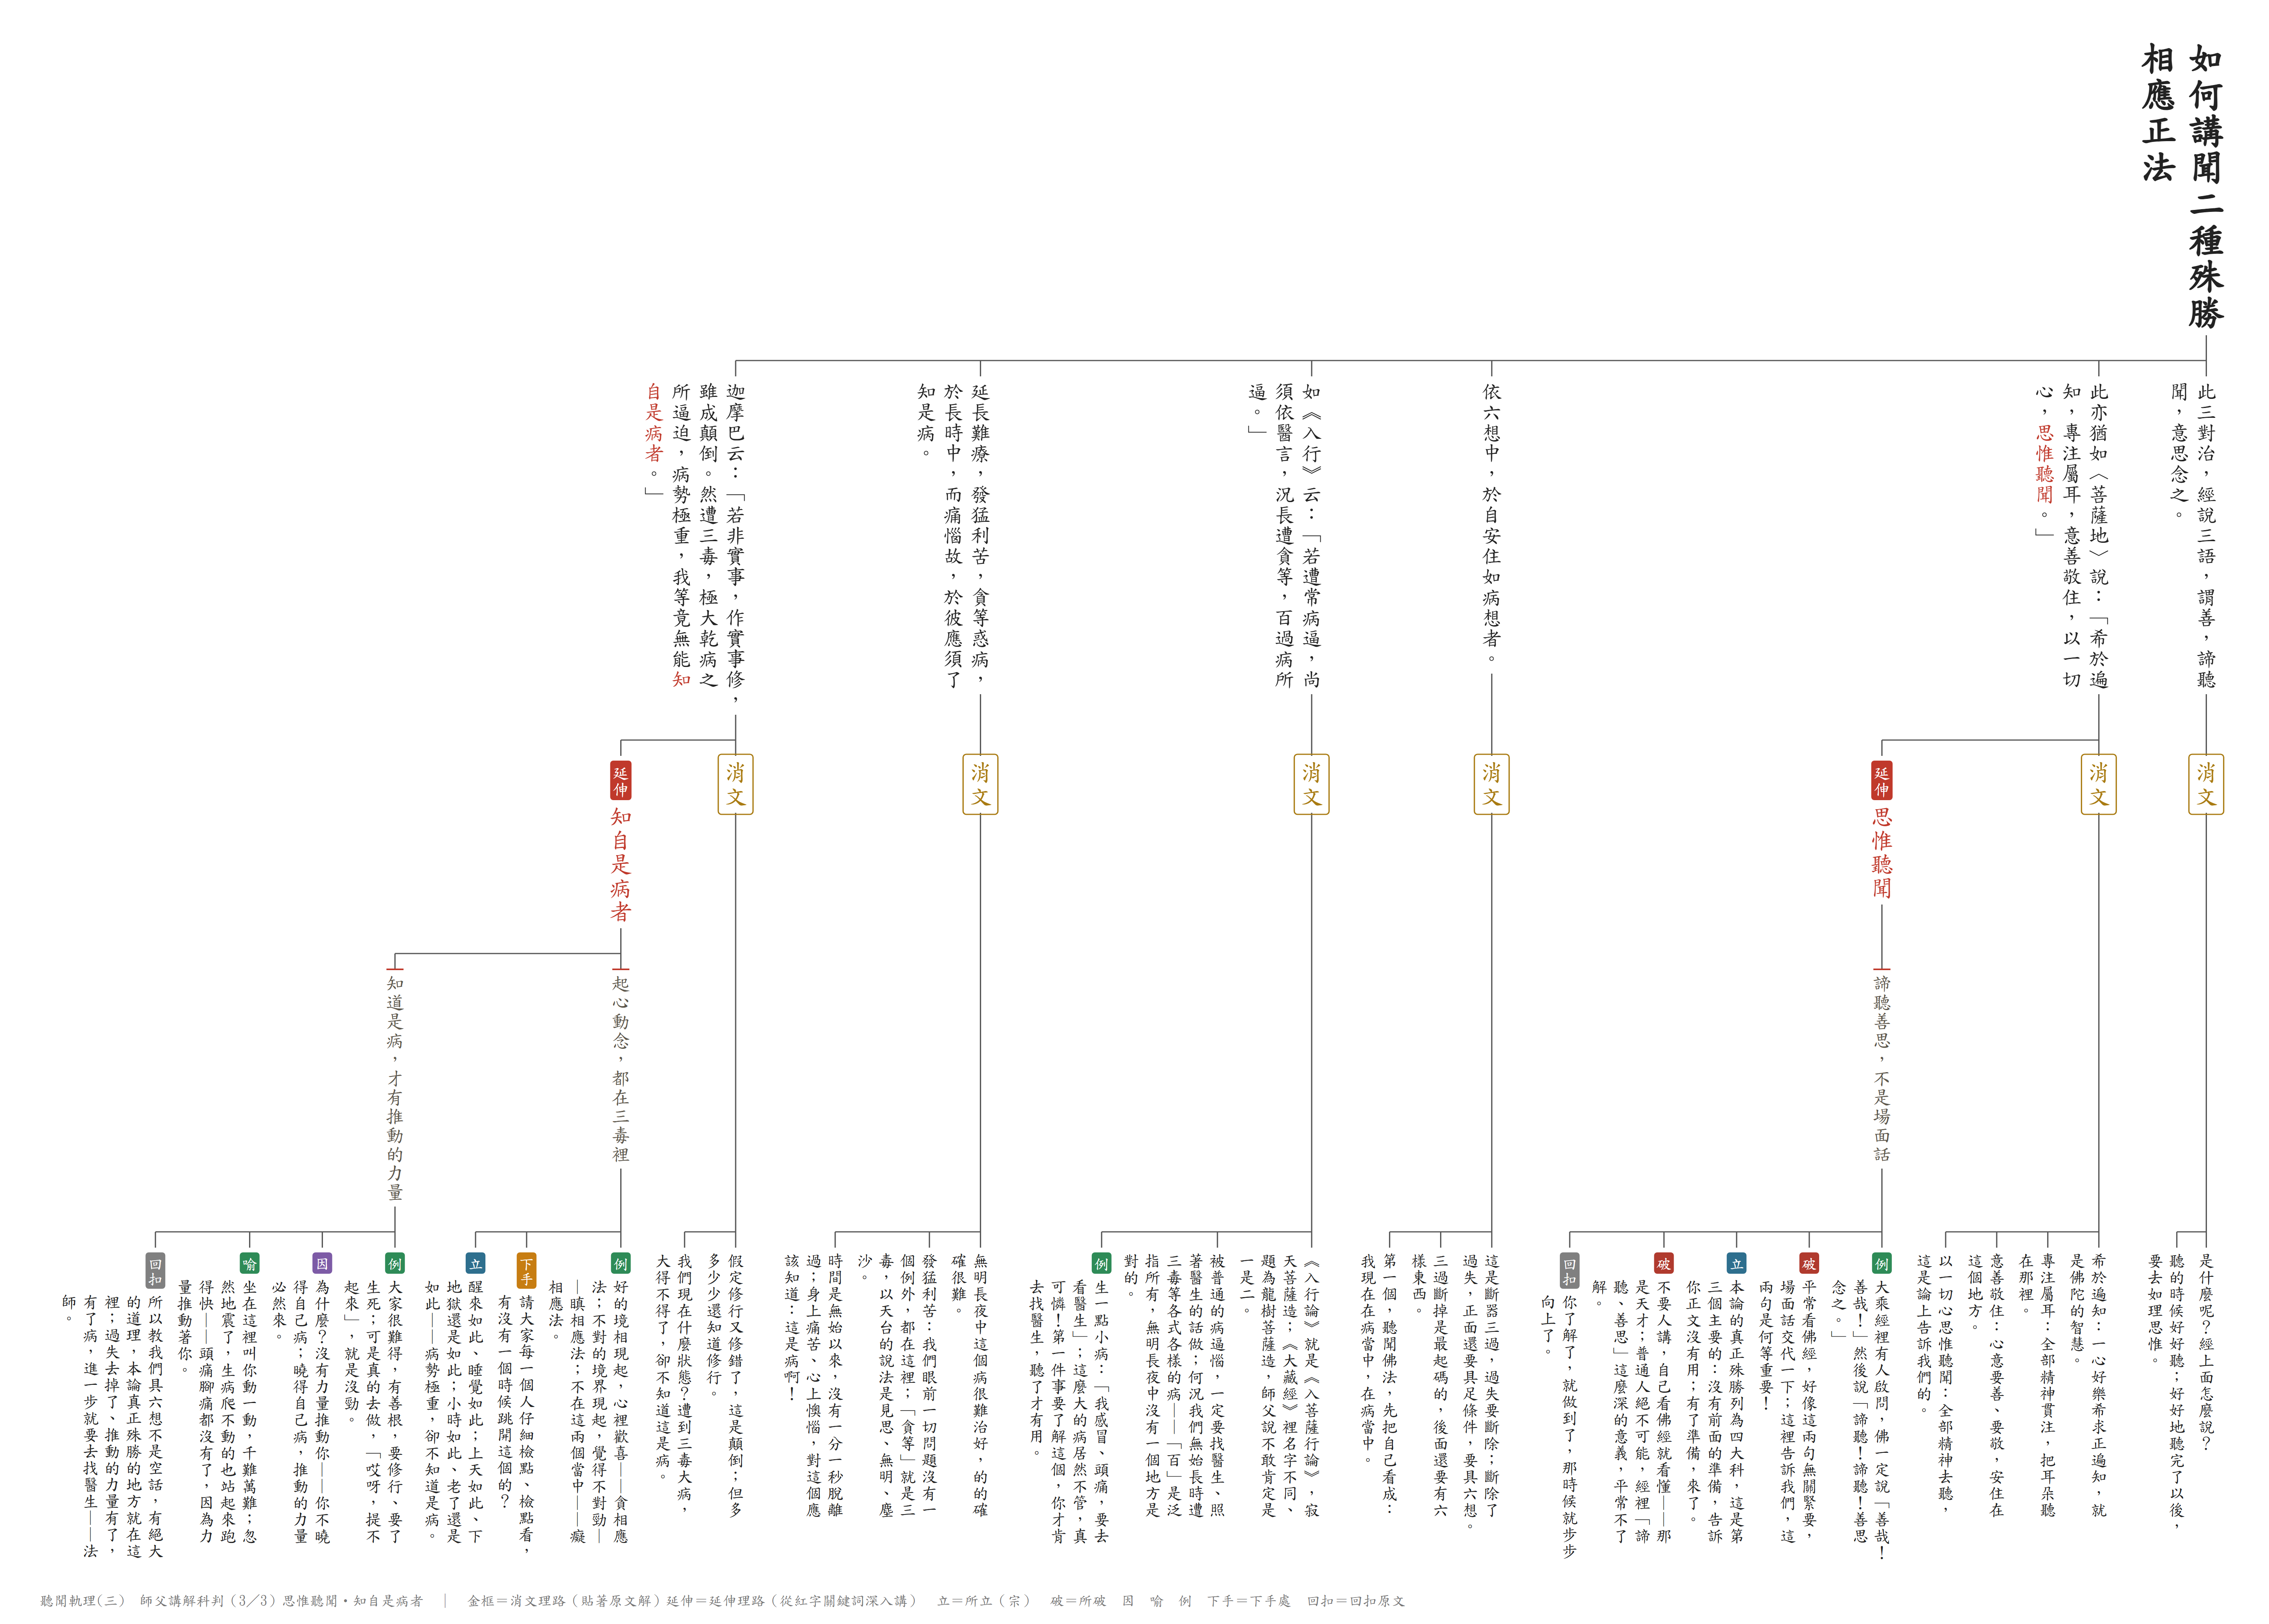 如何講聞二種殊勝
相應正法
此三對治，經說三語，謂善，諦聽
聞，意思念之。
此亦猶如〈菩薩地〉說：「希於遍
知，專注屬耳，意善敬住，以一切
心，思惟聽聞。」
依六想中，於自安住如病想者。
如《入行》云：「若遭常病逼，尚
須依醫言，況長遭貪等，百過病所
逼。」
延長難療，發猛利苦，貪等惑病，
於長時中，而痛惱故，於彼應須了
知是病。
迦摩巴云：「若非實事，作實事修，
雖成顛倒。然遭三毒，極大乾病之
所逼迫，病勢極重，我等竟無能知
自是病者。」
消文
消文
延伸
思惟聽聞
消文
消文
消文
消文
延伸
知自是病者
諦聽善思，不是場面話
起心動念，都在三毒裡
知道是病，才有推動的力量
是什麼呢？經上面怎麼說？
聽的時候好好聽；好好地聽完了以後，
要去如理思惟。
希於遍知：一心好樂希求正遍知，就
是佛陀的智慧。
專注屬耳：全部精神貫注，把耳朵聽
在那裡。
意善敬住：心意要善、要敬，安住在
這個地方。
以一切心思惟聽聞：全部精神去聽，
這是論上告訴我們的。
例
大乘經裡有人啟問，佛一定說「善哉！
善哉！」然後說「諦聽！諦聽！善思
念之。」
破
平常看佛經，好像這兩句無關緊要，
場面話交代一下；這裡告訴我們，這
兩句是何等重要！
立
本論的真正殊勝列為四大科，這是第
三個主要的：沒有前面的準備，告訴
你正文沒有用；有了準備，來了。
破
不要人講，自己看佛經就看懂——那
是天才；普通人絕不可能，經裡「諦
聽、善思」這麼深的意義，平常不了
解。
回扣
你了解了，就做到了，那時候就步步
向上了。
這是斷器三過，過失要斷除；斷除了
過失，正面還要具足條件，要具六想。
三過斷掉是最起碼的，後面還要有六
樣東西。
第一個，聽聞佛法，先把自己看成：
我現在在病當中，在病當中。
《入行論》就是《入菩薩行論》，寂
天菩薩造；《大藏經》裡名字不同、
題為龍樹菩薩造，師父說不敢肯定是
一是二。
被普通的病逼惱，一定要找醫生、照
著醫生的話做；何況我們無始長時遭
三毒等各式各樣的病——「百」是泛
指所有，無明長夜中沒有一個地方是
對的。
例
生一點小病：「我感冒、頭痛，要去
看醫生」；這麼大的病居然不管，真
可憐！第一件事要了解這個，你才肯
去找醫生，聽了才有用。
無明長夜中這個病很難治好，的的確
確很難。
發猛利苦：我們眼前一切問題沒有一
個例外，都在這裡；「貪等」就是三
毒，以天台的說法是見思、無明、塵
沙。
時間是無始以來，沒有一分一秒脫離
過；身上痛苦、心上懊惱，對這個應
該知道：這是病啊！
假定修行又修錯了，這是顛倒；但多
多少少還知道修行。
我們現在什麼狀態？遭到三毒大病，
大得不得了，卻不知道這是病。
例
好的境相現起，心裡歡喜——貪相應
法；不對的境界現起，覺得不對勁—
—瞋相應法；不在這兩個當中——癡
相應法。
下手
請大家每一個人仔細檢點、檢點看，
有沒有一個時候跳開這個的？
立
醒來如此、睡覺如此；上天如此、下
地獄還是如此；小時如此、老了還是
如此——病勢極重，卻不知道是病。
例
大家很難得，有善根，要修行、要了
生死；可是真的去做，「哎呀，提不
起來」，就是沒勁。
因
為什麼？沒有力量推動你——你不曉
得自己病；曉得自己病，推動的力量
必然來。
喻
坐在這裡叫你動一動，千難萬難；忽
然地震了，生病爬不動的也站起來跑
得快——頭痛腳痛都沒有了，因為力
量推動著你。
回扣
所以教我們具六想不是空話，有絕大
的道理，本論真正殊勝的地方就在這
裡；過失去掉了、推動的力量有了，
有了病，進一步就要去找醫生——法
師。
聽聞軌理(三)　師父講解科判（3／3）思惟聽聞・知自是病者　｜　金框＝消文理路（貼著原文解）延伸＝延伸理路（從紅字關鍵詞深入講）　立＝所立（宗）　破＝所破　因　喻　例　下手＝下手處　回扣＝回扣原文